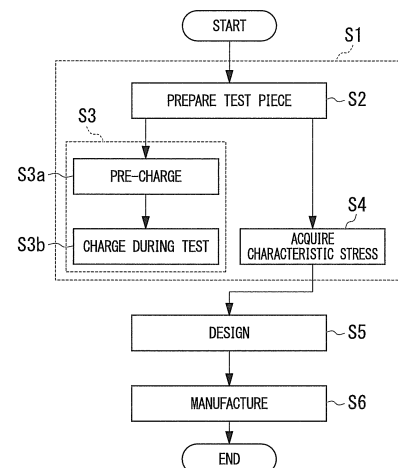 START
S1
PREPARE TEST PIECE
S2
S3
S3a
PRE-CHARGE
S4
S3b
CHARGE DURING TEST
ACQUIRE
CHARACTERISTIC STRESS
DESIGN
S5
MANUFACTURE
S6
END